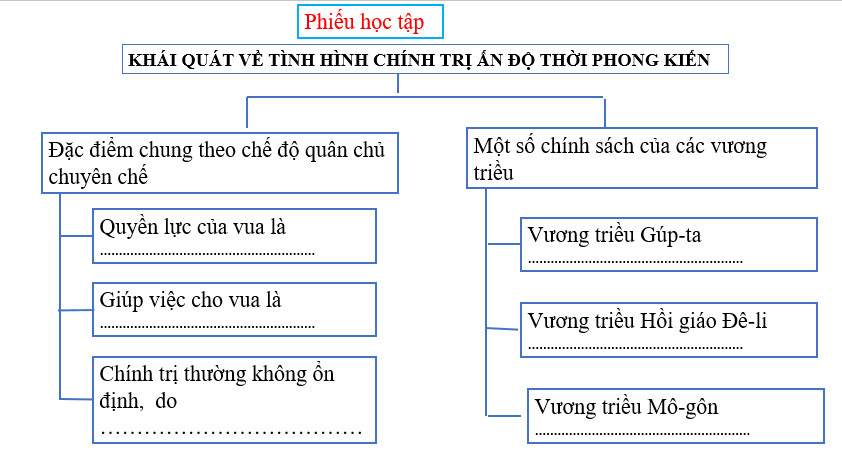 Phiếu học tập
KHÁI QUÁT VỀ TÌNH HÌNH CHÍNH TRỊ ẤN ĐỘ THỜI PHONG KIẾN
Đặc điểm chung theo chế độ quân chủ
chuyên chế
Quyền lực của vua là
........................................................
Giúp việc cho vua là
........................................................
Chính trị thường không ổn
định, do
…………………………………
Một số chính sách của các vương
triều
Vương triều Gúp-ta
........................................................
Vương triều Hồi giáo Đê-li
........................................................
Vương triều Mô-gôn
........................................................